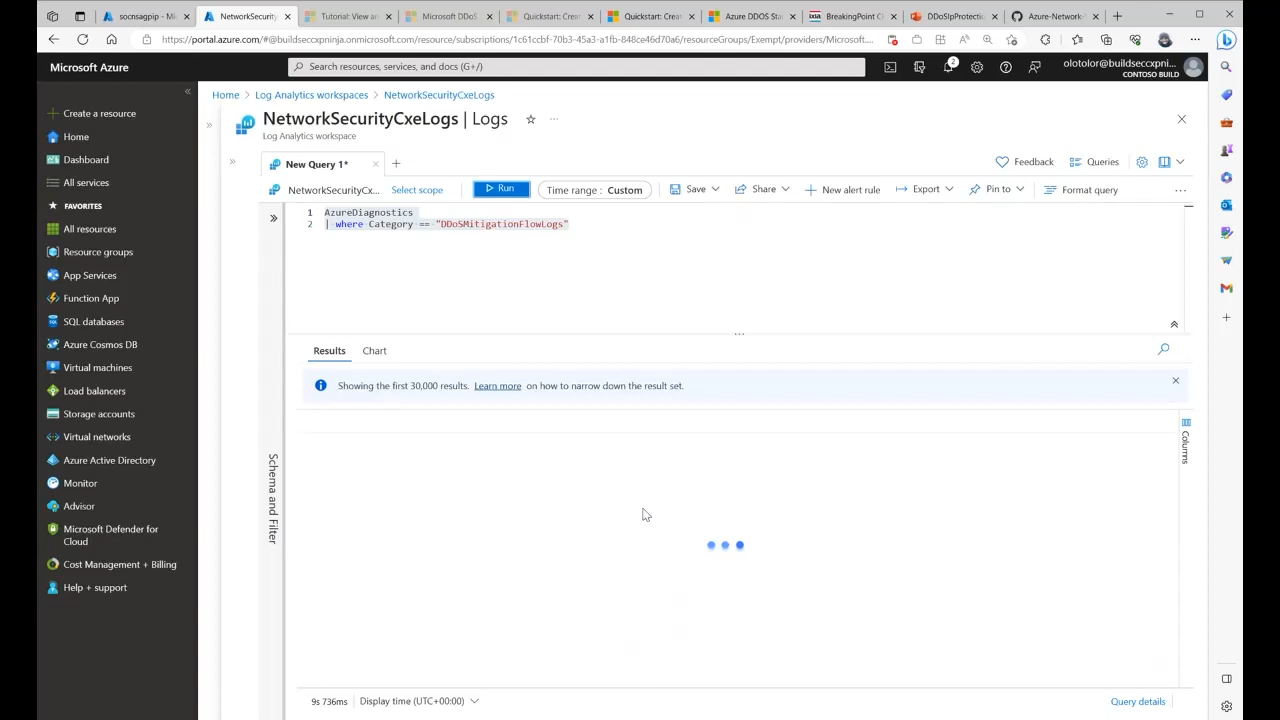 socnsagpip - Mic
NetworkSecurity
Tutorial: View an
Microsoft DDoS
Quickstart: Creat
Quickstart: Creat
Azure DDOS Sta
BreakingPoint Cl
DDoSIpProtectio
Azure-Network-
https://portal.azure.com/#@buildseccxpninja.onmicrosoft.com/resource/subscriptions/1c61ccbf-70b3-45a3-a1fb-848ce46d70a6/resourceGroups/Exempt/providers/Microsoft....
Microsoft Azure
Search resources, services, and docs (G+/)
2
olotolor@buildseccxpni...
CONTOSO BUILD
Create a resource
Home
Dashboard
All services
FAVORITES
All resources
Resource groups
App Services
Function App
SQL databases
Azure Cosmos DB
Virtual machines
Load balancers
Storage accounts
Virtual networks
Azure Active Directory
Monitor
Advisor
Microsoft Defender for
Cloud
Cost Management + Billing
Help + support
Home > Log Analytics workspaces > NetworkSecurityCxeLogs
NetworkSecurityCxeLogs | Logs
Log Analytics workspace
New Query 1*
Feedback
Queries
NetworkSecurityCx...
Select scope
Run
Time range : Custom
Save
Share
New alert rule
Export
Pin to
Format query
1 AzureDiagnostics
2 | where Category == "DDoSMitigationFlowLogs"
Schema and Filter
Results
Chart
Showing the first 30,000 results. Learn more on how to narrow down the result set.
Columns
9s 736ms
Display time (UTC+00:00)
Query details